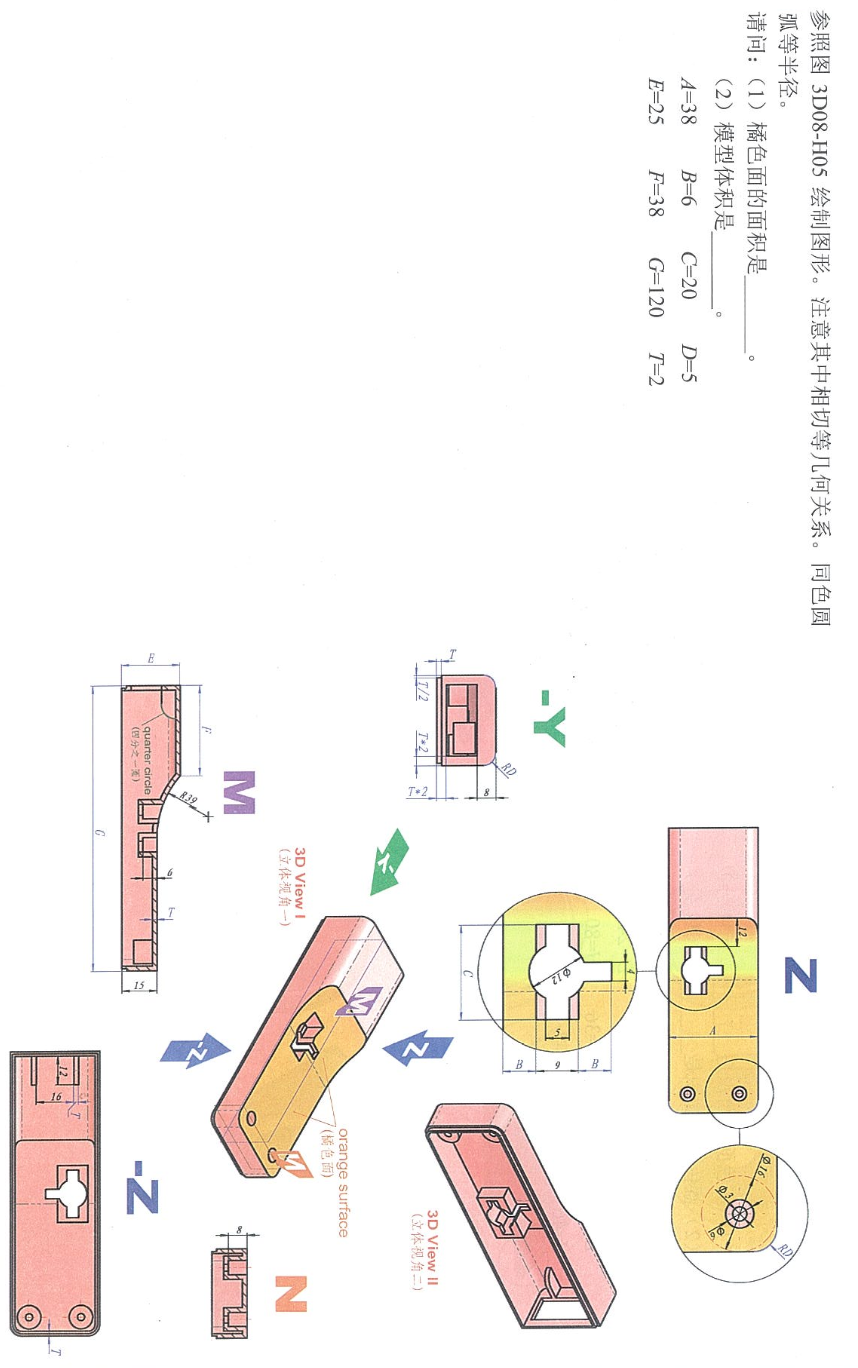 参照图 3D08-H05 绘制图形。注意其中相切等几何关系。同色圆
弧等半径。
请问：（1）橘色面的面积是________。
（2）模型体积是________。
A=38 B=6 C=20 D=5
E=25 F=38 G=120 T=2
-Y
T
T/2
T*2
T*2
8
RD
Z
12
A
C
Φ12
4
5
B
9
B
Φ16
Φ3
Φ6
RD
M
E
F
G
R39
6
T
15
quarter circle
(四分之一圆)
-Y
3D View I
(立体视角一)
M
N
Z
-Z
orange surface
(橘色面)
3D View II
(立体视角二)
-Z
12
16
T
T
N
8